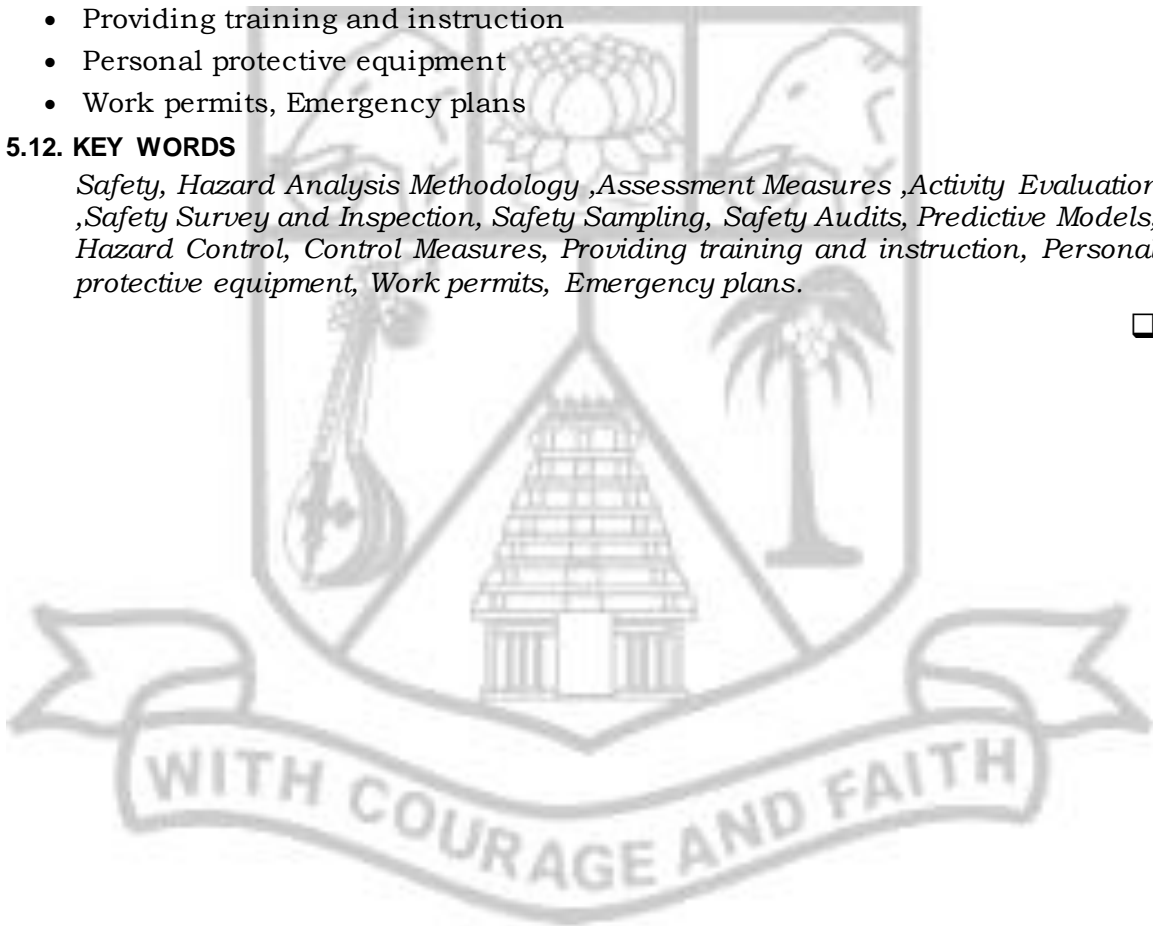 • Providing training and instruction
• Personal protective equipment
• Work permits, Emergency plans
5.12. KEY WORDS
Safety, Hazard Analysis Methodology ,Assessment Measures ,Activity Evaluation
,Safety Survey and Inspection, Safety Sampling, Safety Audits, Predictive Models,
Hazard Control, Control Measures, Providing training and instruction, Personal
protective equipment, Work permits, Emergency plans.
❑
WITH COURAGE AND FAITH